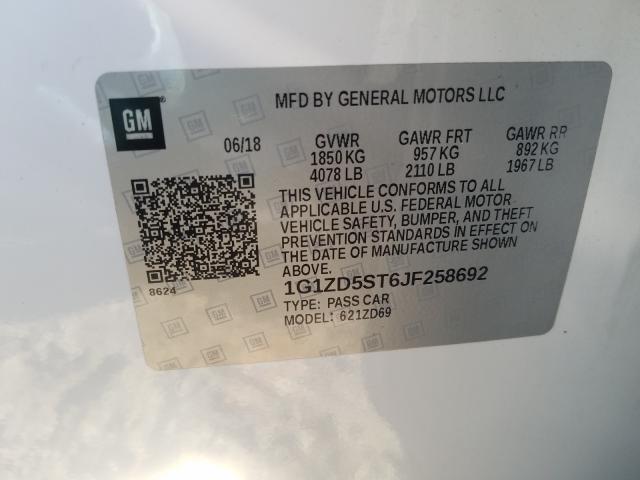 GM
MFD BY GENERAL MOTORS LLC
06/18 GVWR GAWR FRT GAWR RR
1850 KG 957 KG 892 KG
4078 LB 2110 LB 1967 LB
THIS VEHICLE CONFORMS TO ALL
APPLICABLE U.S. FEDERAL MOTOR
VEHICLE SAFETY, BUMPER, AND THEFT
PREVENTION STANDARDS IN EFFECT ON
THE DATE OF MANUFACTURE SHOWN
ABOVE.
8624
1G1ZD5ST6JF258692
TYPE: PASS CAR
MODEL: 621ZD69